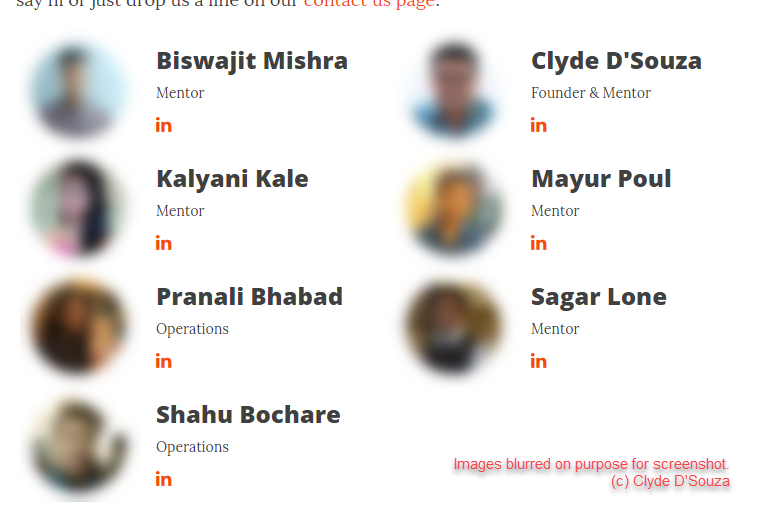 say hi or just drop us a line on our contact us page.
Biswajit Mishra
Mentor
in
Clyde D'Souza
Founder & Mentor
in
Kalyani Kale
Mentor
in
Mayur Poul
Mentor
in
Pranali Bhabad
Operations
in
Sagar Lone
Mentor
in
Shahu Bochare
Operations
in
Images blurred on purpose for screenshot.
(c) Clyde D'Souza